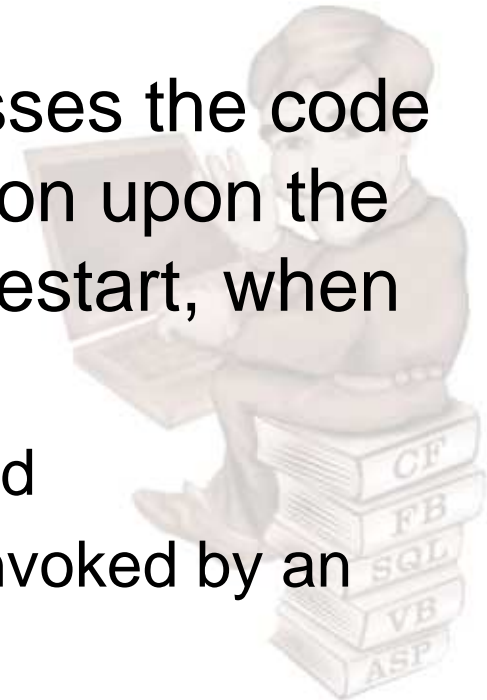 sses the code
on upon the
estart, when
d
nvoked by an
CF
FB
SQL
VB
ASP